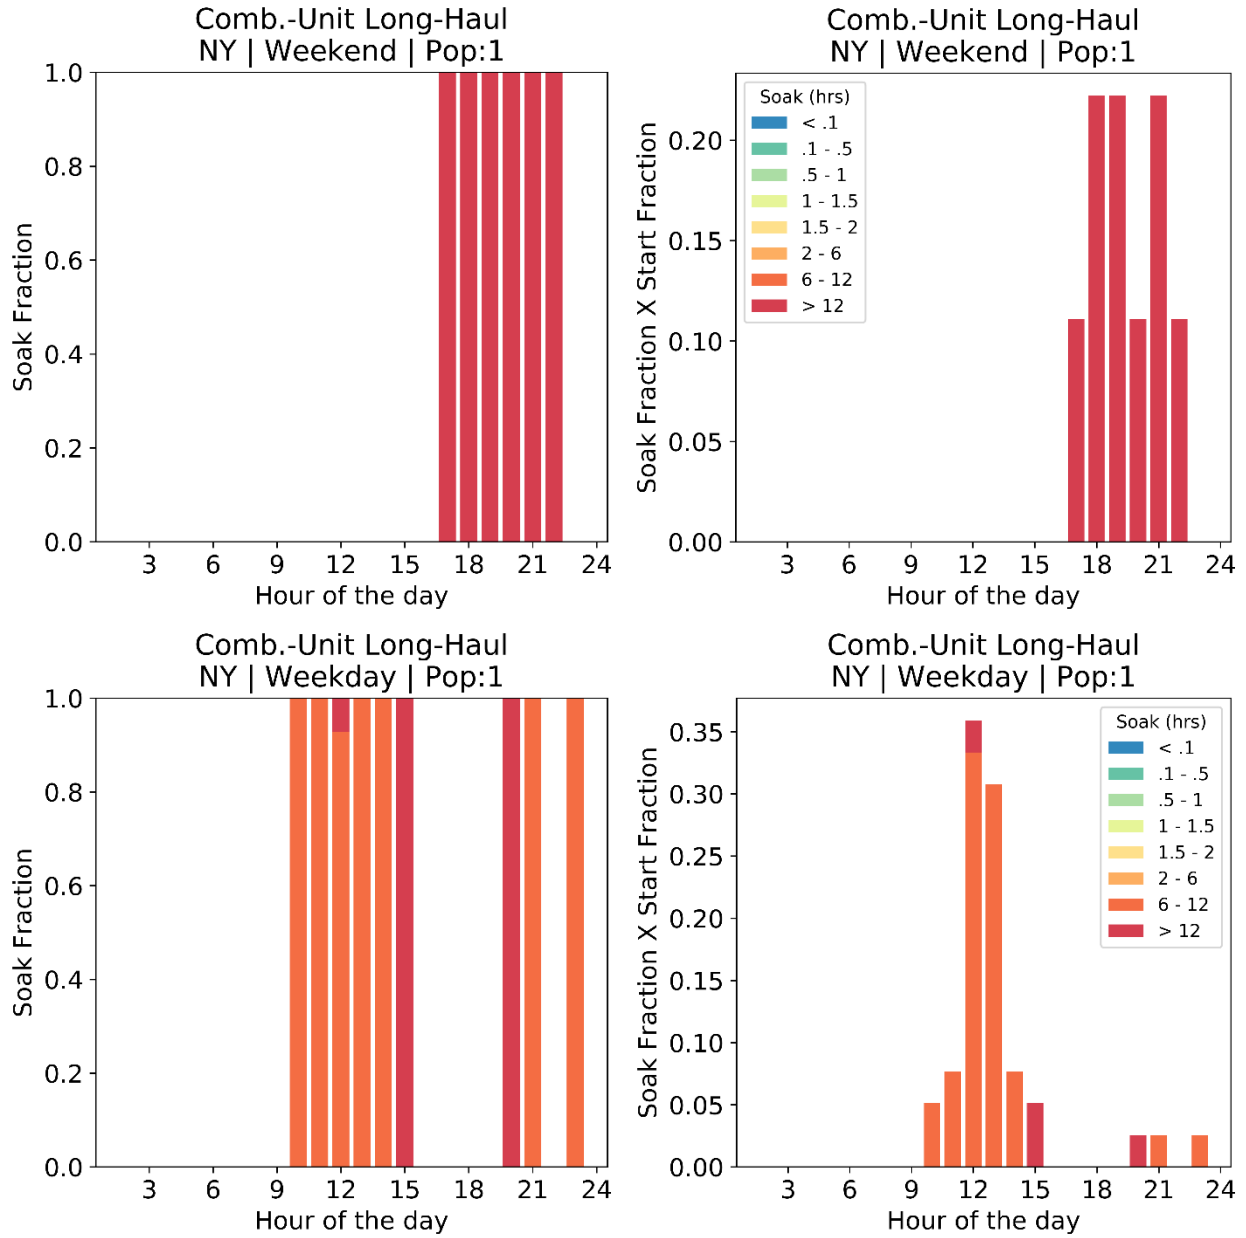 Comb.-Unit Long-Haul
NY | Weekend | Pop:1
1.0
0.8
0.6
0.4
0.2
0.0
Soak Fraction
3 6 9 12 15 18 21 24
Hour of the day
Comb.-Unit Long-Haul
NY | Weekend | Pop:1
0.20
0.15
0.10
0.05
0.00
Soak Fraction X Start Fraction
Soak (hrs)
< .1
.1 - .5
.5 - 1
1 - 1.5
1.5 - 2
2 - 6
6 - 12
> 12
3 6 9 12 15 18 21 24
Hour of the day
Comb.-Unit Long-Haul
NY | Weekday | Pop:1
1.0
0.8
0.6
0.4
0.2
0.0
Soak Fraction
3 6 9 12 15 18 21 24
Hour of the day
Comb.-Unit Long-Haul
NY | Weekday | Pop:1
0.35
0.30
0.25
0.20
0.15
0.10
0.05
0.00
Soak Fraction X Start Fraction
Soak (hrs)
< .1
.1 - .5
.5 - 1
1 - 1.5
1.5 - 2
2 - 6
6 - 12
> 12
3 6 9 12 15 18 21 24
Hour of the day